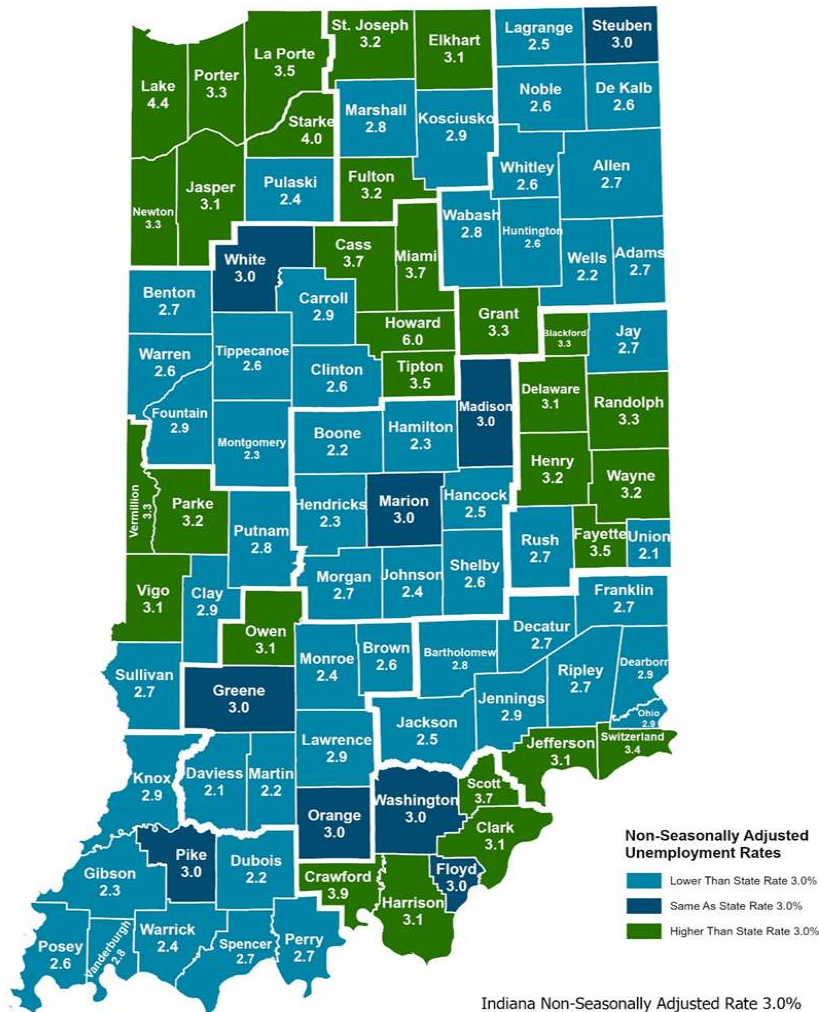 St. Joseph
3.2
Elkhart
3.1
Lagrange
2.5
Steuben
3.0
La Porte
3.5
Lake
4.4
Porter
3.3
Noble
2.6
De Kalb
2.6
Starke
4.0
Marshall
2.8
Kosciusko
2.9
Whitley
2.6
Allen
2.7
Newton
3.3
Jasper
3.1
Pulaski
2.4
Fulton
3.2
Wabash
2.8
Huntington
2.6
Wells
2.2
Adams
2.7
White
3.0
Cass
3.7
Miami
3.7
Benton
2.7
Carroll
2.9
Grant
3.3
Blackford
3.3
Jay
2.7
Howard
6.0
Warren
2.6
Tippecanoe
2.6
Clinton
2.6
Tipton
3.5
Madison
3.0
Delaware
3.1
Randolph
3.3
Fountain
2.9
Montgomery
2.3
Boone
2.2
Hamilton
2.3
Henry
3.2
Wayne
3.2
Vermillion
3.3
Parke
3.2
Putnam
2.8
Hendricks
2.3
Marion
3.0
Hancock
2.5
Rush
2.7
Fayette
3.5
Union
2.1
Vigo
3.1
Clay
2.9
Morgan
2.7
Johnson
2.4
Shelby
2.6
Franklin
2.7
Owen
3.1
Monroe
2.4
Brown
2.6
Bartholomew
2.8
Decatur
2.7
Ripley
2.7
Dearborn
2.9
Sullivan
2.7
Greene
3.0
Jennings
2.9
Ohio
2.9
Jackson
2.5
Lawrence
2.9
Jefferson
3.1
Switzerland
3.4
Knox
2.9
Daviess
2.1
Martin
2.2
Orange
3.0
Washington
3.0
Scott
3.7
Clark
3.1
Pike
3.0
Dubois
2.2
Gibson
2.3
Crawford
3.9
Floyd
3.0
Harrison
3.1
Posey
2.6
Vanderburgh
2.8
Warrick
2.4
Spencer
2.7
Perry
2.7
Non-Seasonally Adjusted
Unemployment Rates
Lower Than State Rate 3.0%
Same As State Rate 3.0%
Higher Than State Rate 3.0%
Indiana Non-Seasonally Adjusted Rate 3.0%